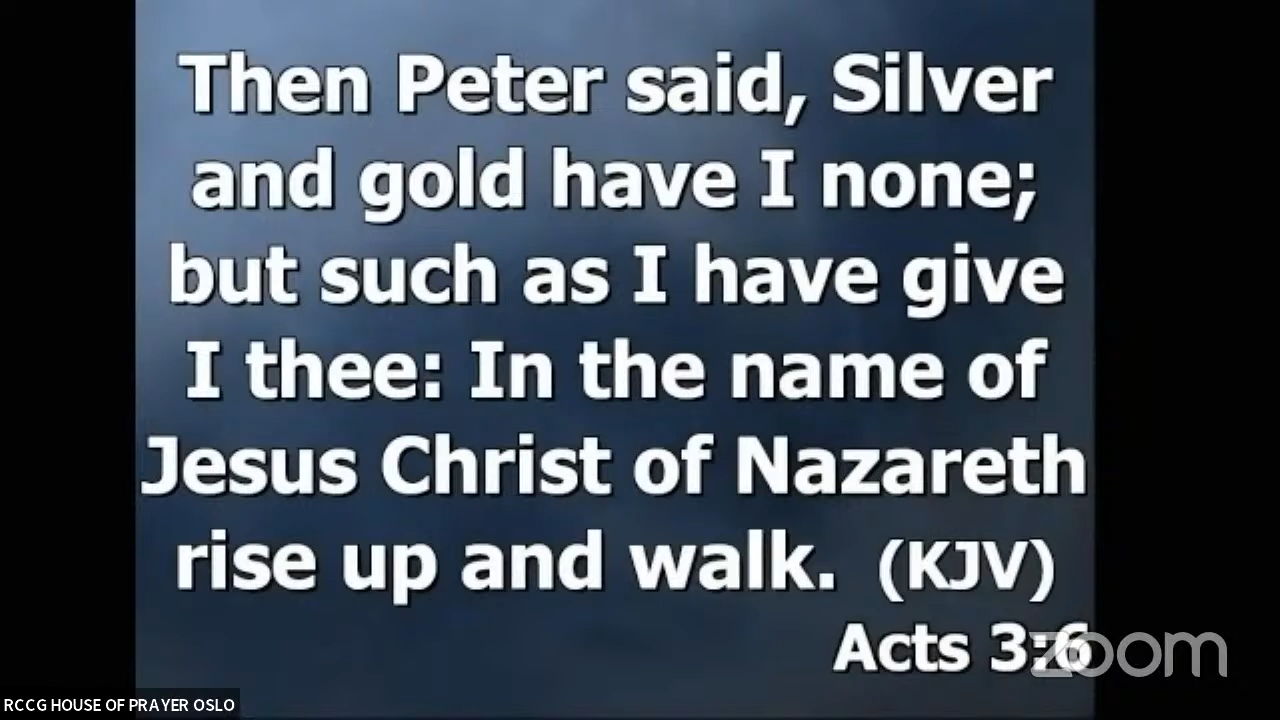 Then Peter said, Silver
and gold have I none;
but such as I have give
I thee: In the name of
Jesus Christ of Nazareth
rise up and walk. (KJV)
Acts 3:6
zoom
RCCG HOUSE OF PRAYER OSLO